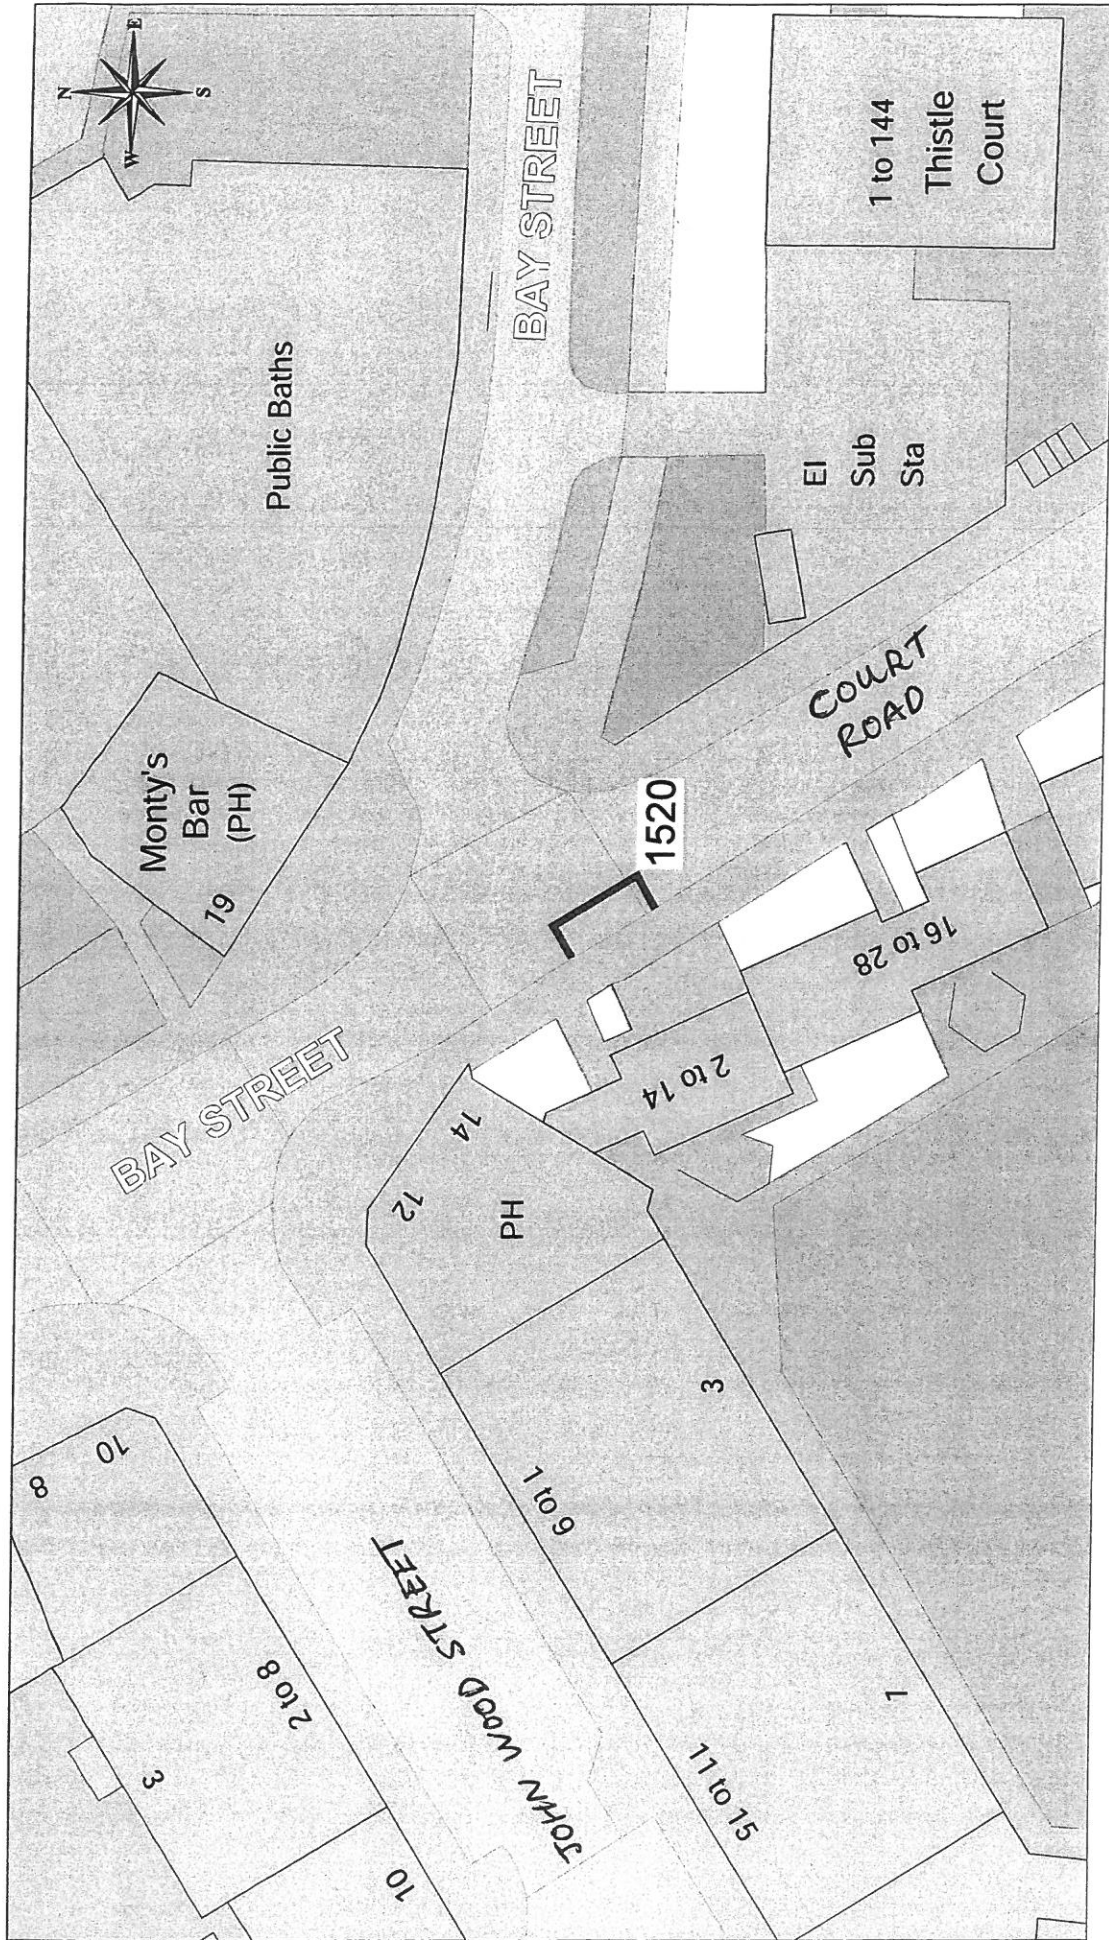 N
E
S
W
BAY STREET
1 to 144
Thistle
Court
Public Baths
El
Sub
Sta
Monty's
Bar
(PH)
19
COURT
ROAD
1520
16 to 28
2 to 14
BAY STREET
14
12
PH
3
1 to 9
8
10
JOHN WOOD STREET
2 to 8
3
1
11 to 15
10